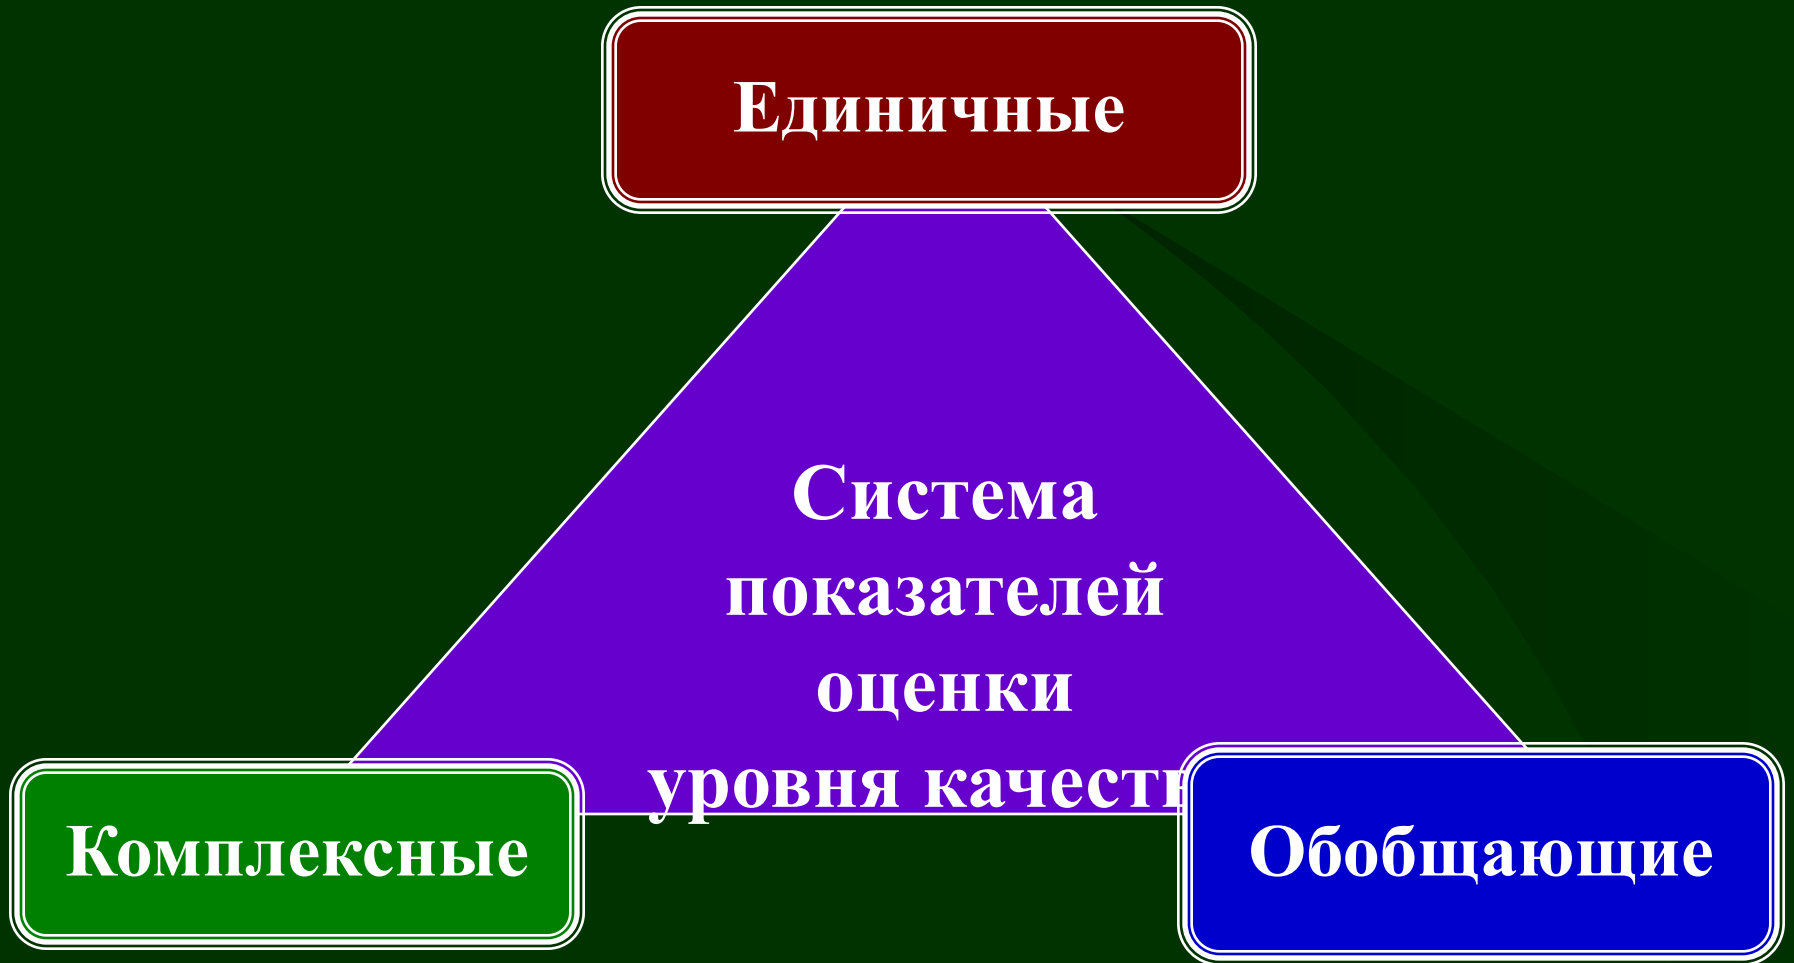 Единичные
Система
показателей
оценки
уровня
Комплексные
Обобщающие